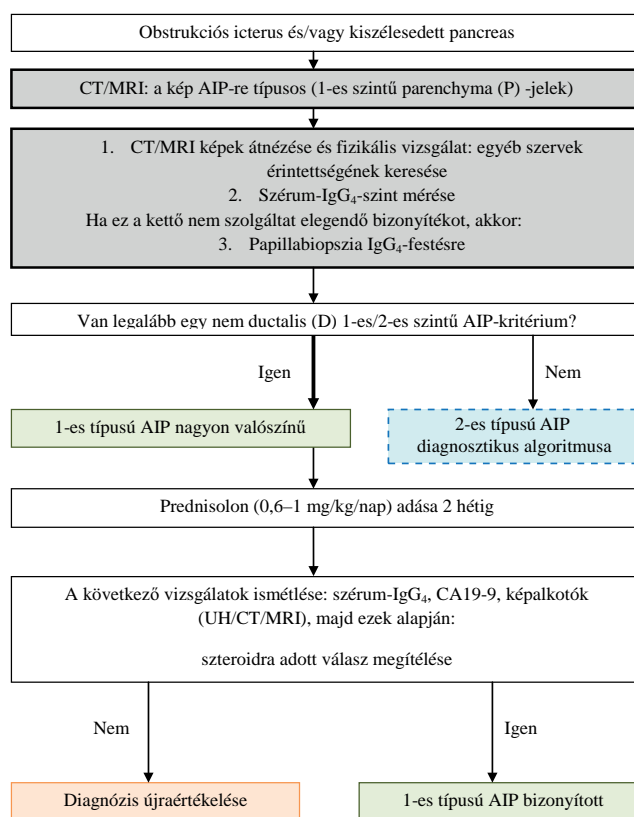 Obstrukciós icterus és/vagy kiszélesedett pancreas
CT/MRI: a kép AIP-re típusos (1-es szintű parenchyma (P) -jelek)
1. CT/MRI képek átnézése és fizikális vizsgálat: egyéb szervek
érintettségének keresése
2. Szérum-IgG₄-szint mérése
Ha ez a kettő nem szolgáltat elegendő bizonyítékot, akkor:
3. Papillabiopszia IgG₄-festésre
Van legalább egy nem ductalis (D) 1-es/2-es szintű AIP-kritérium?
Igen
Nem
1-es típusú AIP nagyon valószínű
2-es típusú AIP
diagnosztikus algoritmusa
Prednisolon (0,6–1 mg/kg/nap) adása 2 hétig
A következő vizsgálatok ismétlése: szérum-IgG₄, CA19-9, képalkotók
(UH/CT/MRI), majd ezek alapján:
szteroidra adott válasz megítélése
Nem
Igen
Diagnózis újraértékelése
1-es típusú AIP bizonyított